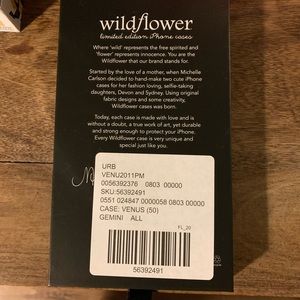 wildflower
limited edition iPhone cases
Where 'wild' represents the free spirited and
flower' represents innocence. You are the
Wildflower that our brand stands for.
Started by the love of a mother, when Michelle
Carlson decided to hand-make two cute iPhone
cases for her fashion loving, selfie-taking
daughters, Devon and Sydney. Using original
fabric designs and some creativity,
Wildflower cases was born.
Today, each case is made with love and is
without a doubt, a true work of art, yet durable
and strong enough to protect your iPhone.
Every Wildflower case is very unique and
special just like you.
URB
VENU2011PM
0056392376 0803 00000
SKU:56392491
0551 024847 0000058 0803 00000
CASE: VENUS (50)
GEMINI ALL
FL_20
56392491